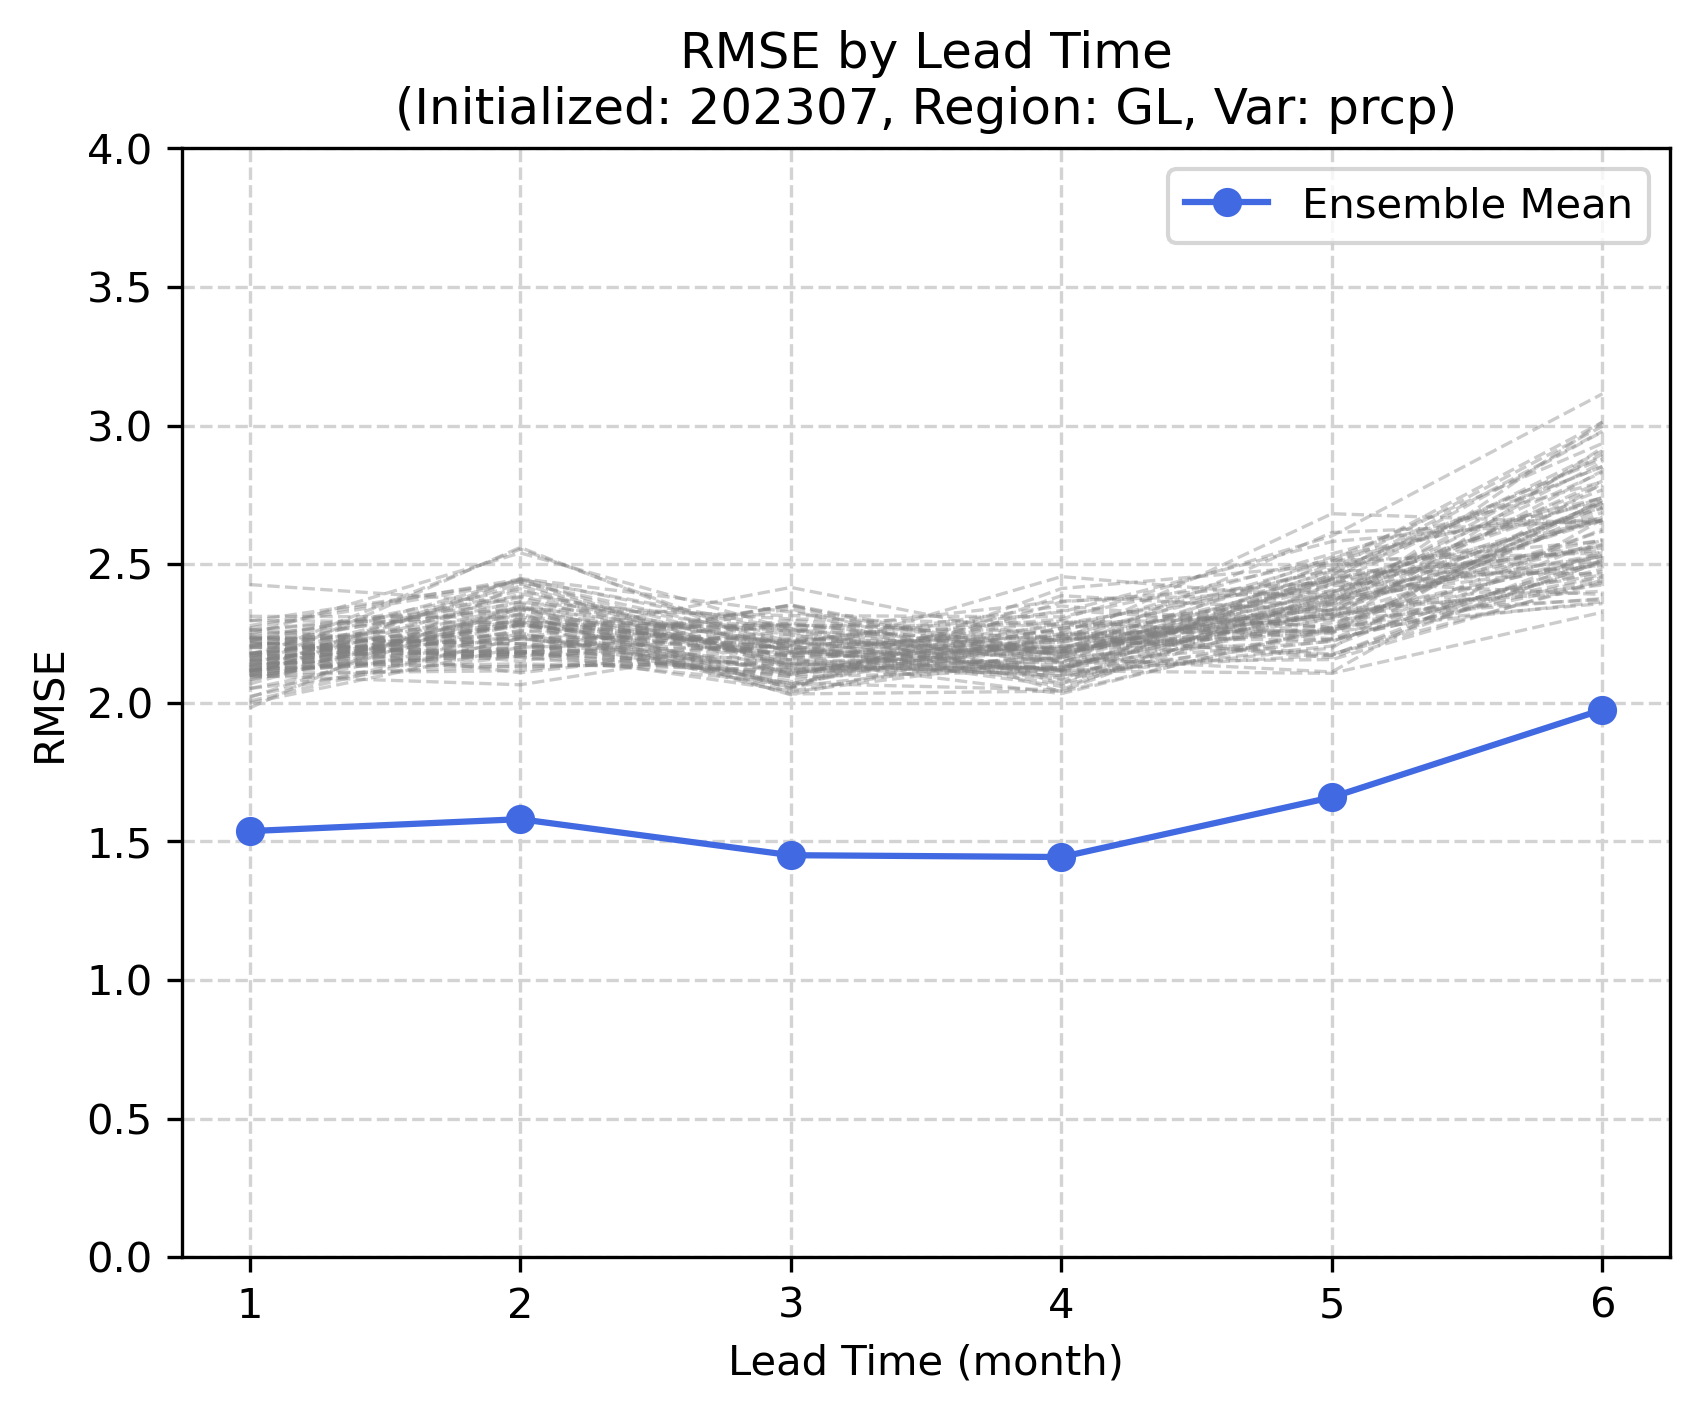 RMSE by Lead Time
(Initialized: 202307, Region: GL, Var: prcp)
Ensemble Mean
4.0
3.5
3.0
2.5
2.0
1.5
1.0
0.5
0.0
RMSE
1 2 3 4 5 6
Lead Time (month)